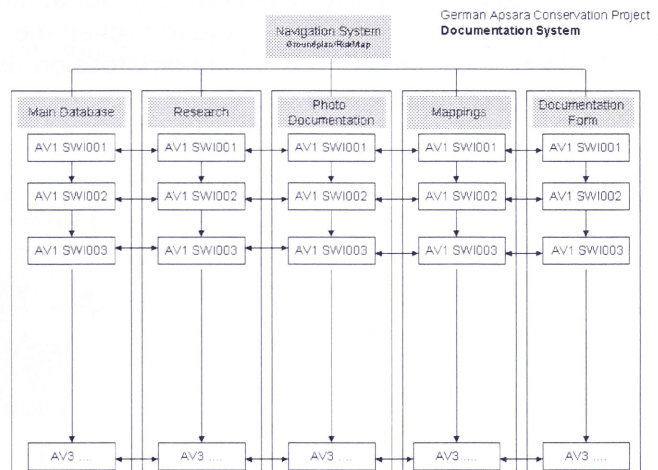 German Apsara Conservation Project
Documentation System
Navigation System
Groundplan/RiskMap
Main Database
Research
Photo
Documentation
Mappings
Documentation
Form
AV1 SWI001 AV1 SWI001 AV1 SWI001 AV1 SWI001 AV1 SWI001
AV1 SWI002 AV1 SWI002 AV1 SWI002 AV1 SWI002 AV1 SWI002
AV1 SWI003 AV1 SWI003 AV1 SWI003 AV1 SWI003 AV1 SWI003
AV3 .... AV3 .... AV3 .... AV3 .... AV3 ....